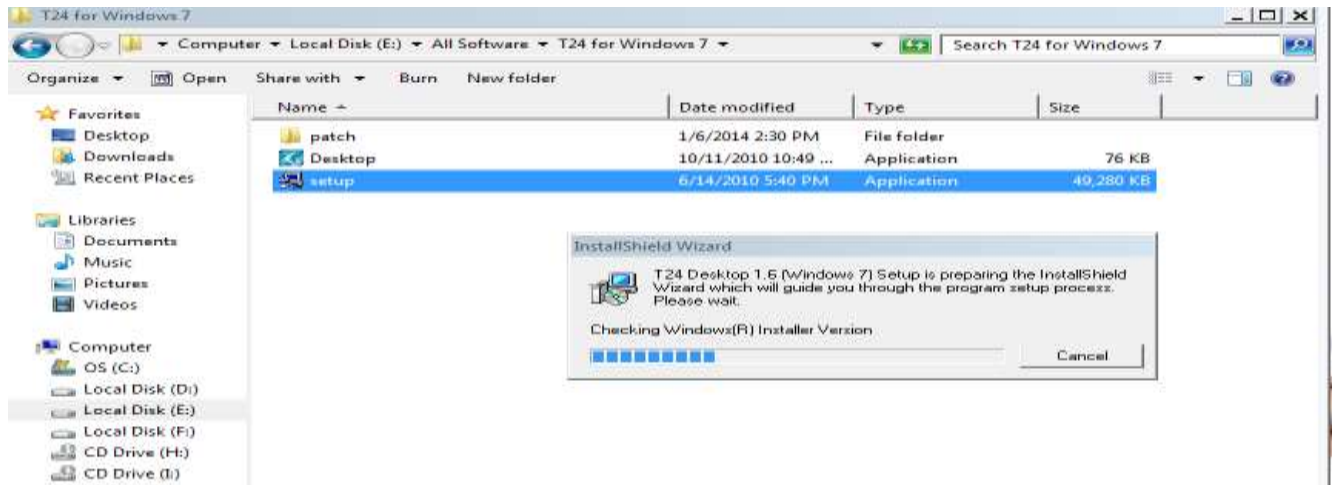 T24 for Windows 7
Computer Local Disk (E:) All Software T24 for Windows 7 Search T24 for Windows 7
Organize Open Share with Burn New folder
Favorites
Desktop
Downloads
Recent Places
Libraries
Documents
Music
Pictures
Videos
Computer
OS (C:)
Local Disk (D:)
Local Disk (E:)
Local Disk (F:)
CD Drive (H:)
CD Drive (I:)
Name Date modified Type Size
patch 1/6/2014 2:30 PM File folder
Desktop 10/11/2010 10:49 ... Application 76 KB
setup 6/14/2010 5:40 PM Application 49,280 KB
InstallShield Wizard
T24 Desktop 1.6 (Windows 7) Setup is preparing the InstallShield
Wizard which will guide you through the program setup process.
Please wait.
Checking Windows(R) Installer Version
Cancel